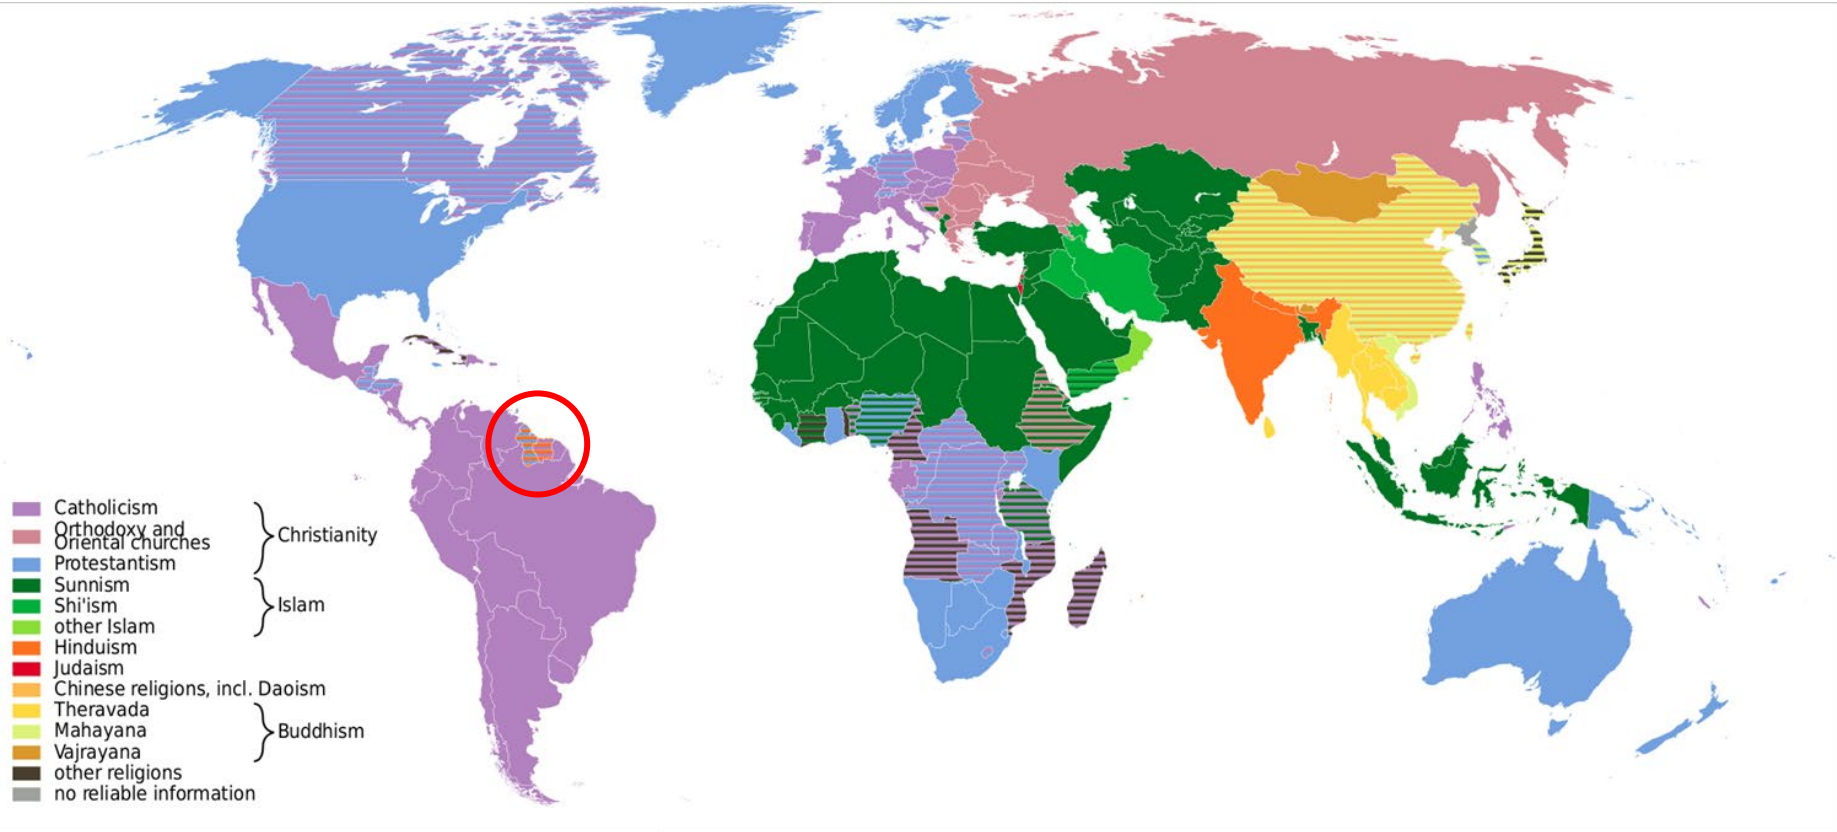 Catholicism
Orthodoxy and
Oriental churches
Christianity
Protestantism
Sunnism
Shi'ism
Islam
other Islam
Hinduism
Judaism
Chinese religions, incl. Daoism
Theravada
Mahayana
Buddhism
Vajrayana
other religions
no reliable information